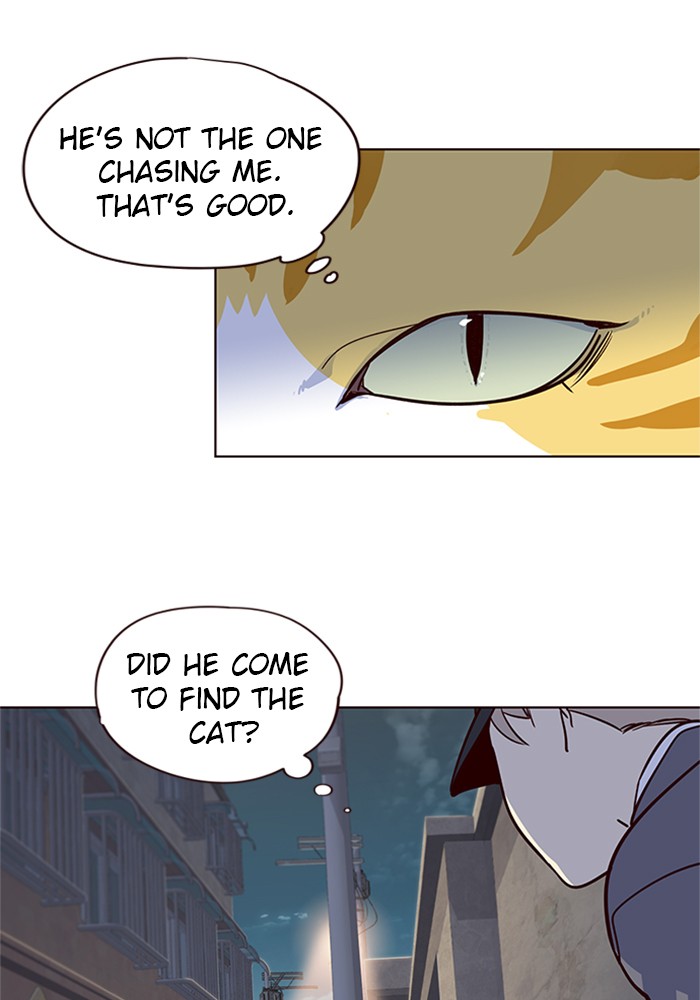 HE'S NOT THE ONE
CHASING ME.
THAT'S GOOD.
DID HE COME
TO FIND THE
CAT?